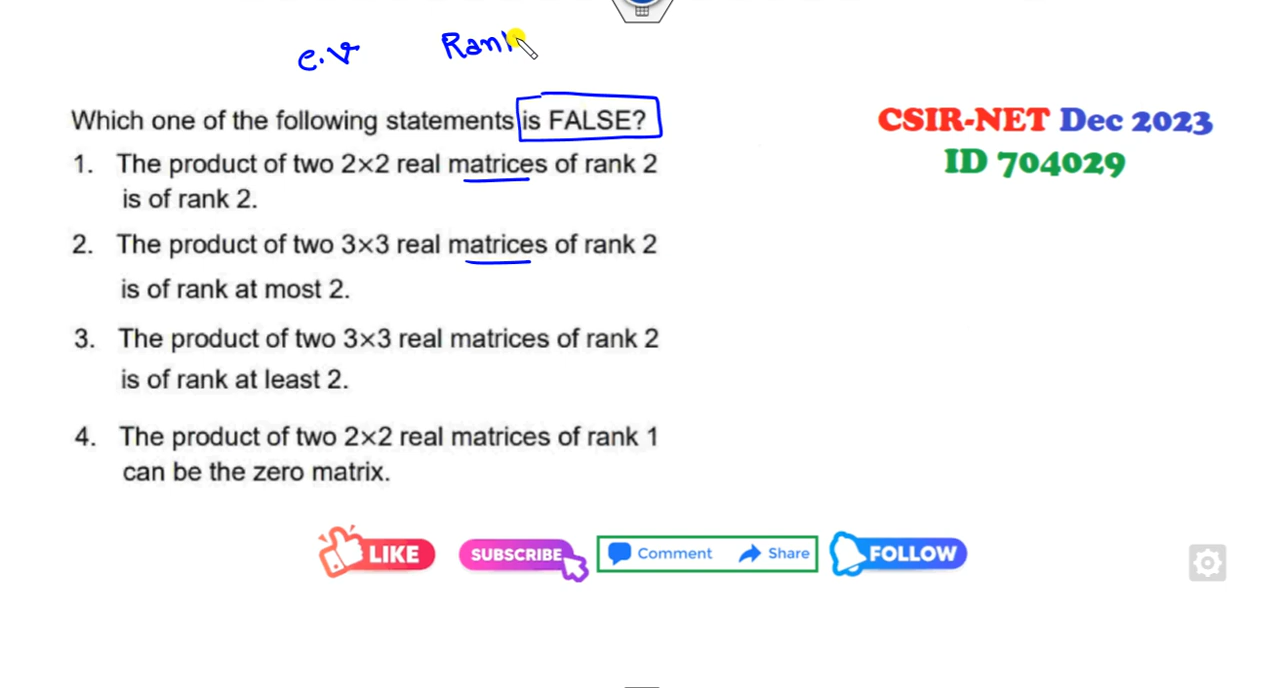 e.v Rank
Which one of the following statements is FALSE?
CSIR-NET Dec 2023
ID 704029
1. The product of two 2×2 real matrices of rank 2
is of rank 2.
2. The product of two 3×3 real matrices of rank 2
is of rank at most 2.
3. The product of two 3×3 real matrices of rank 2
is of rank at least 2.
4. The product of two 2×2 real matrices of rank 1
can be the zero matrix.
LIKE SUBSCRIBE Comment Share FOLLOW